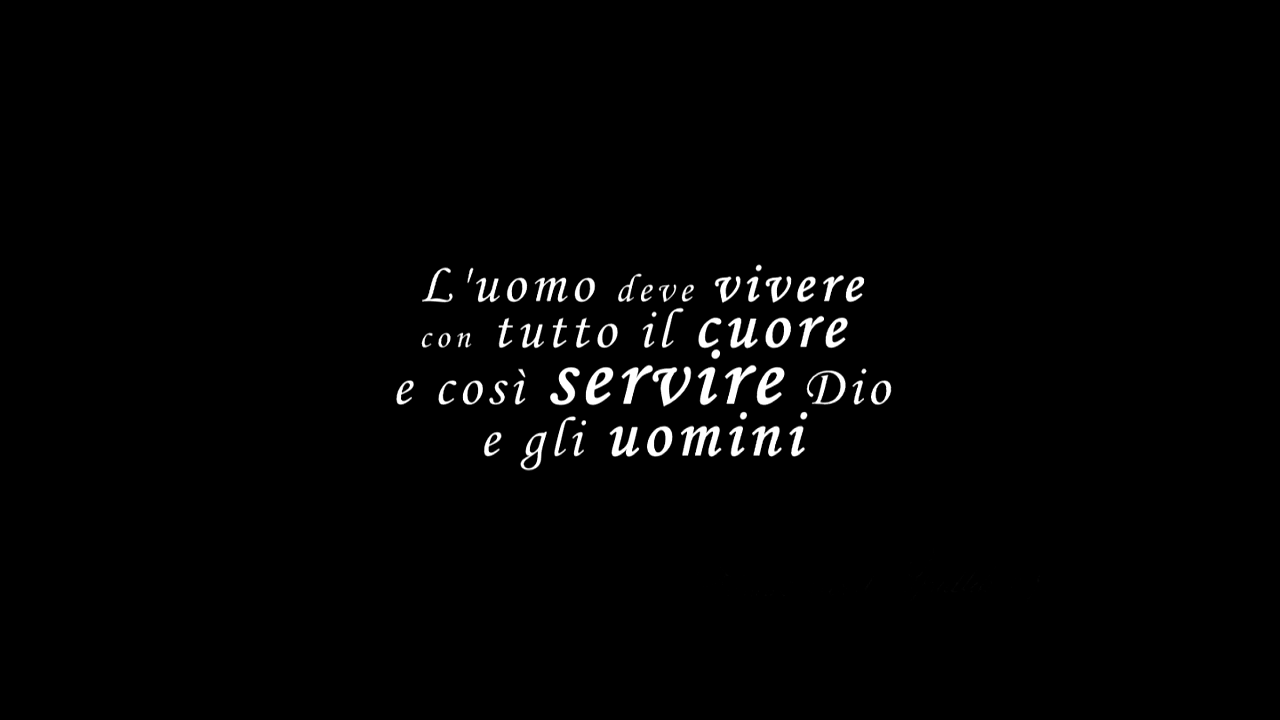 L'uomo deve vivere
con tutto il cuore
e così servire Dio
e gli uomini